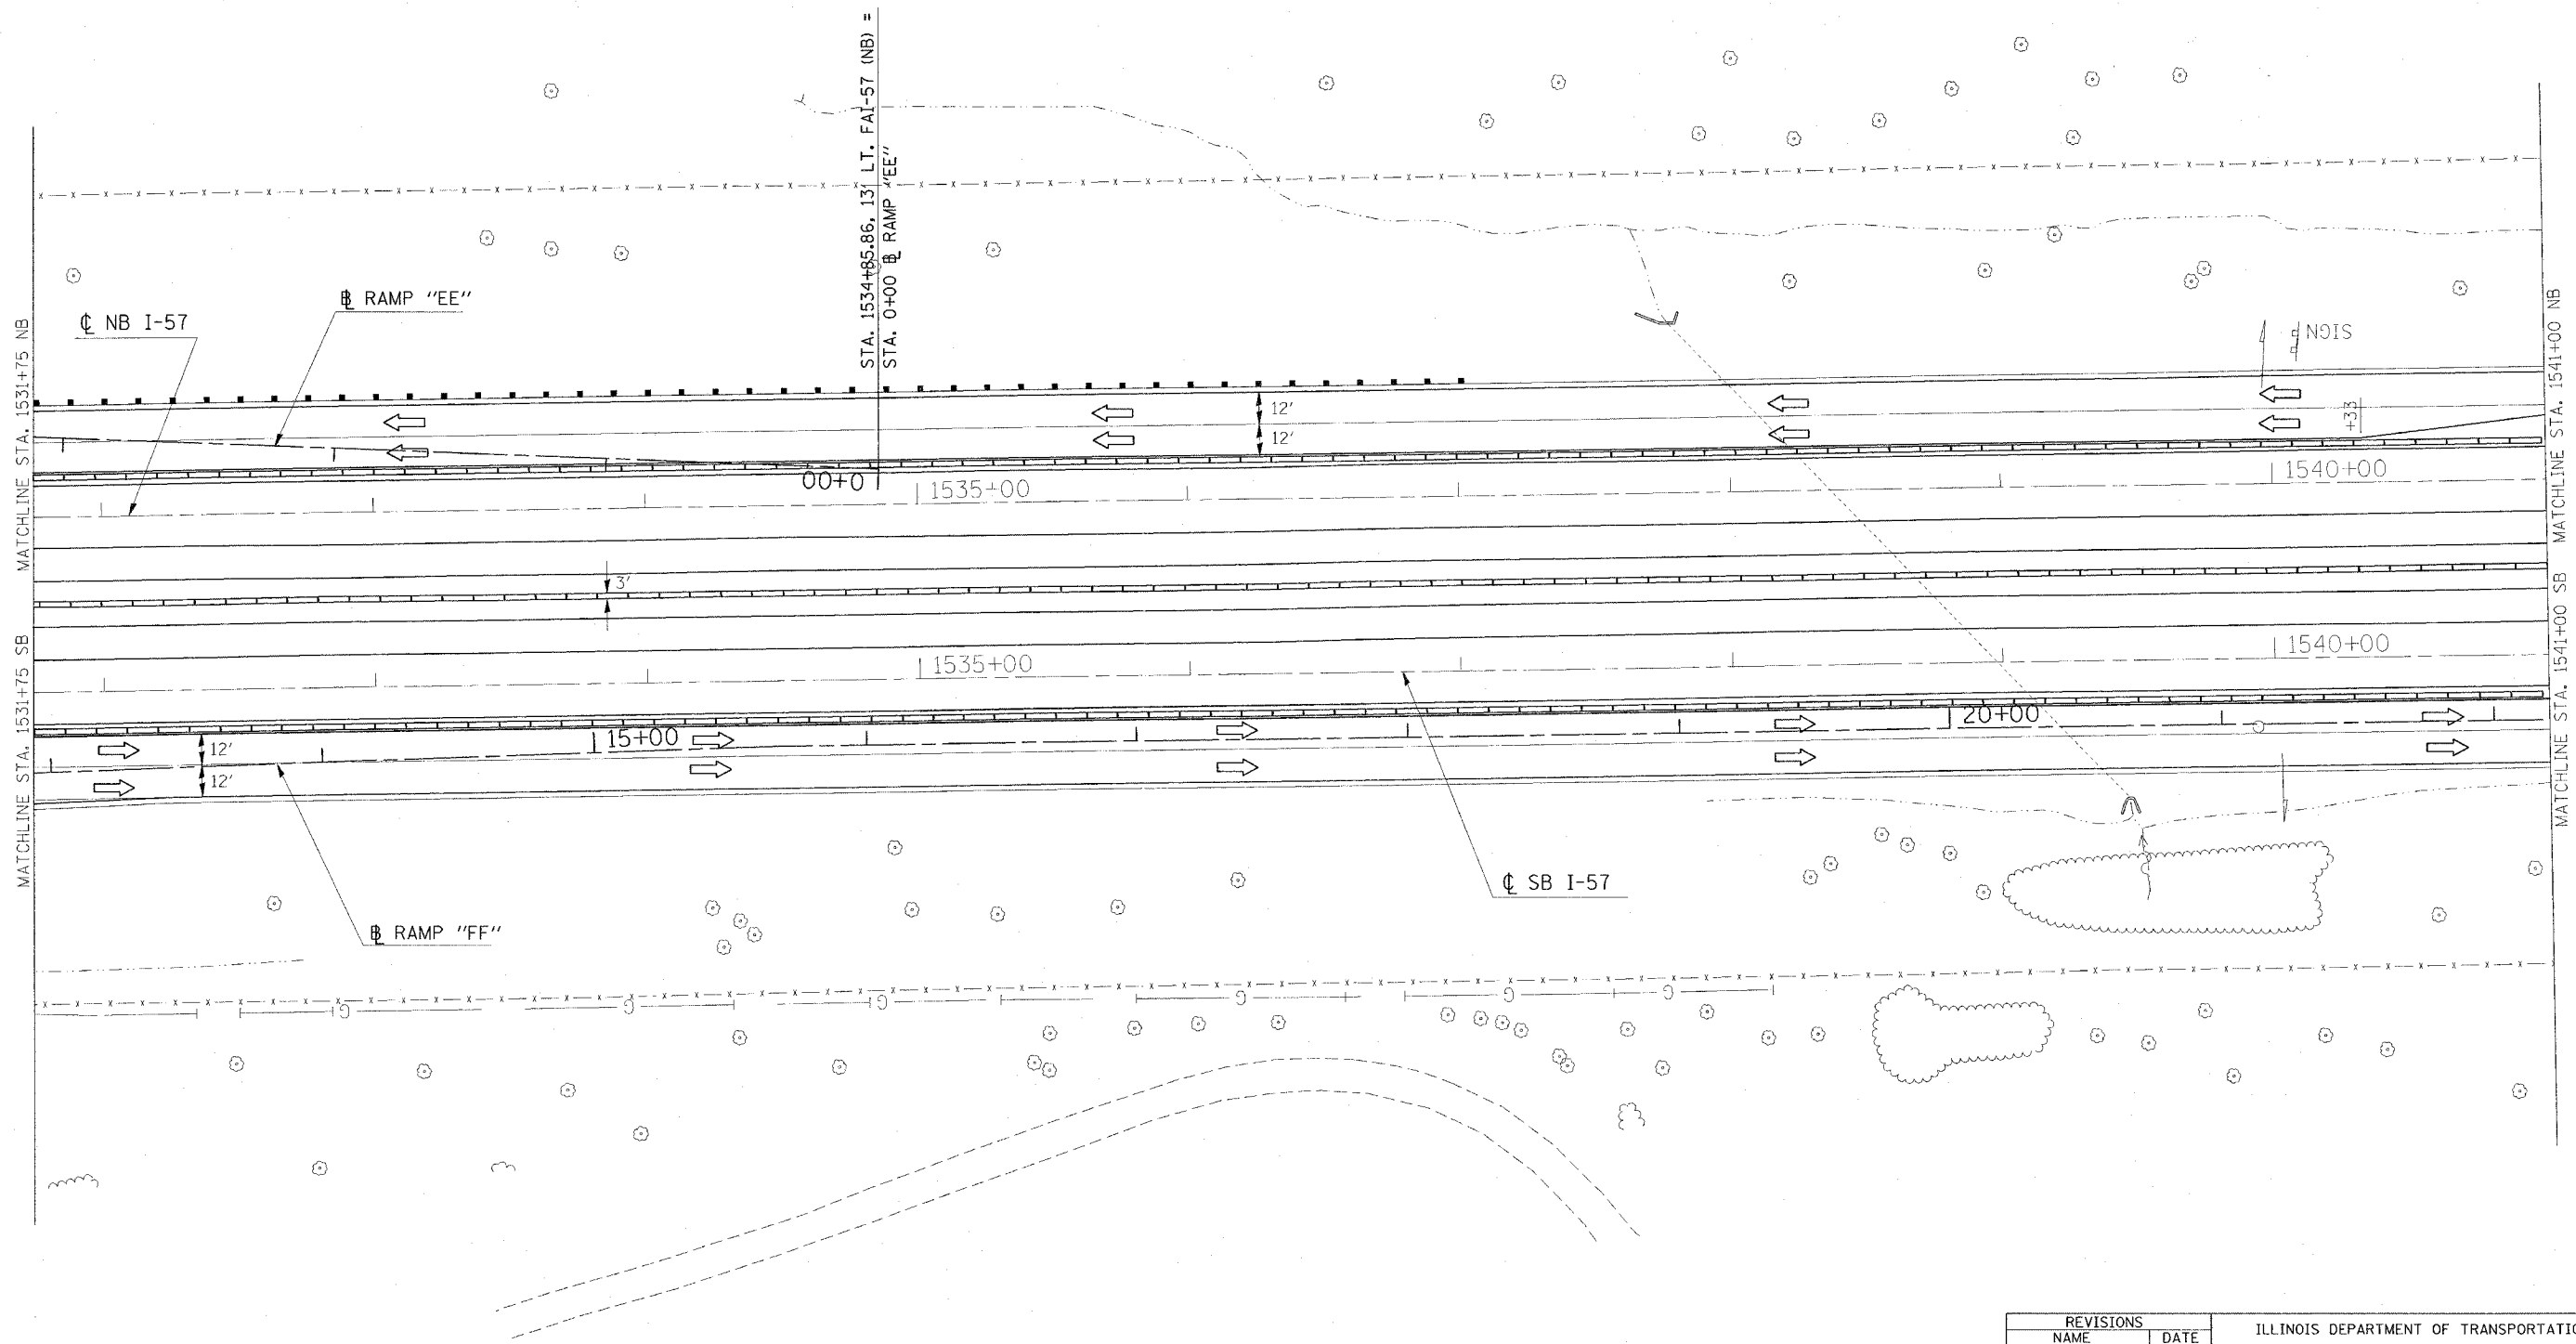 STA. 1534+85.86, 13' LT. FAI-57 (NB) =
STA. 0+00 ⅊ RAMP "EE"
⅊ RAMP "EE"
℄ NB I-57
MATCHLINE STA. 1531+75 NB
MATCHLINE STA. 1541+00 NB
SIGN
+33
12'
12'
0+00
1535+00
1540+00
3'
MATCHLINE STA. 1531+75 SB
MATCHLINE STA. 1541+00 SB
1535+00
1540+00
12'
12'
15+00
20+00
℄ SB I-57
⅊ RAMP "FF"
G G G G G G
REVISIONS
NAME DATE
ILLINOIS DEPARTMENT OF